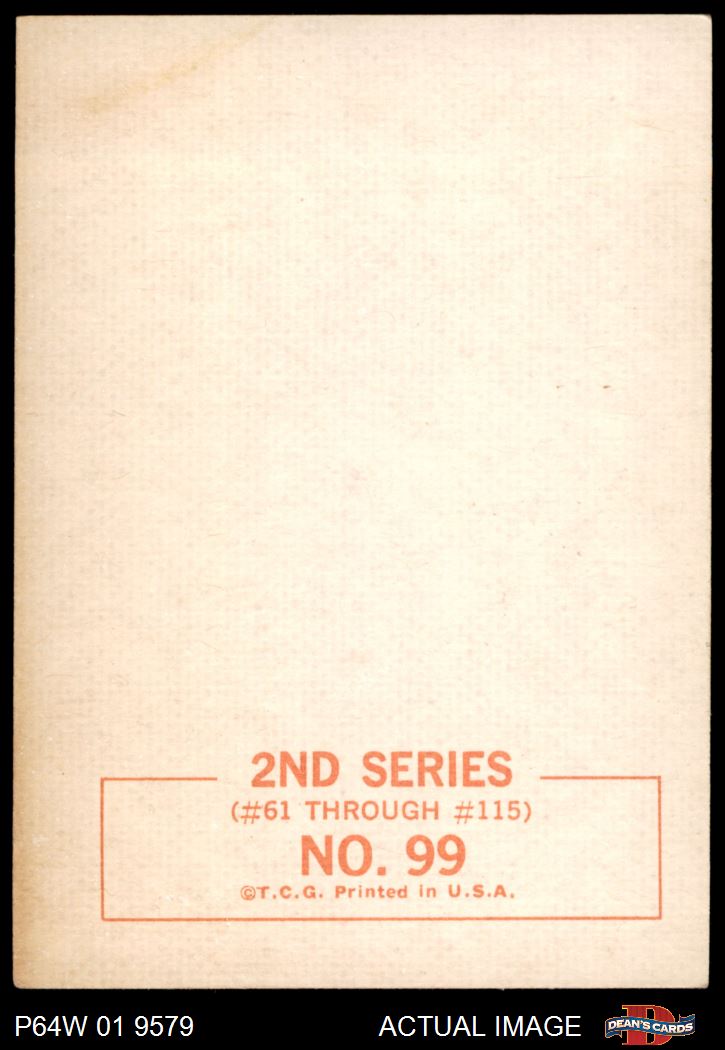 2ND SERIES
(#61 THROUGH #115)
NO. 99
©T.C.G. Printed in U.S.A.
P64W 01 9579
ACTUAL IMAGE
D
DEAN'S CARDS